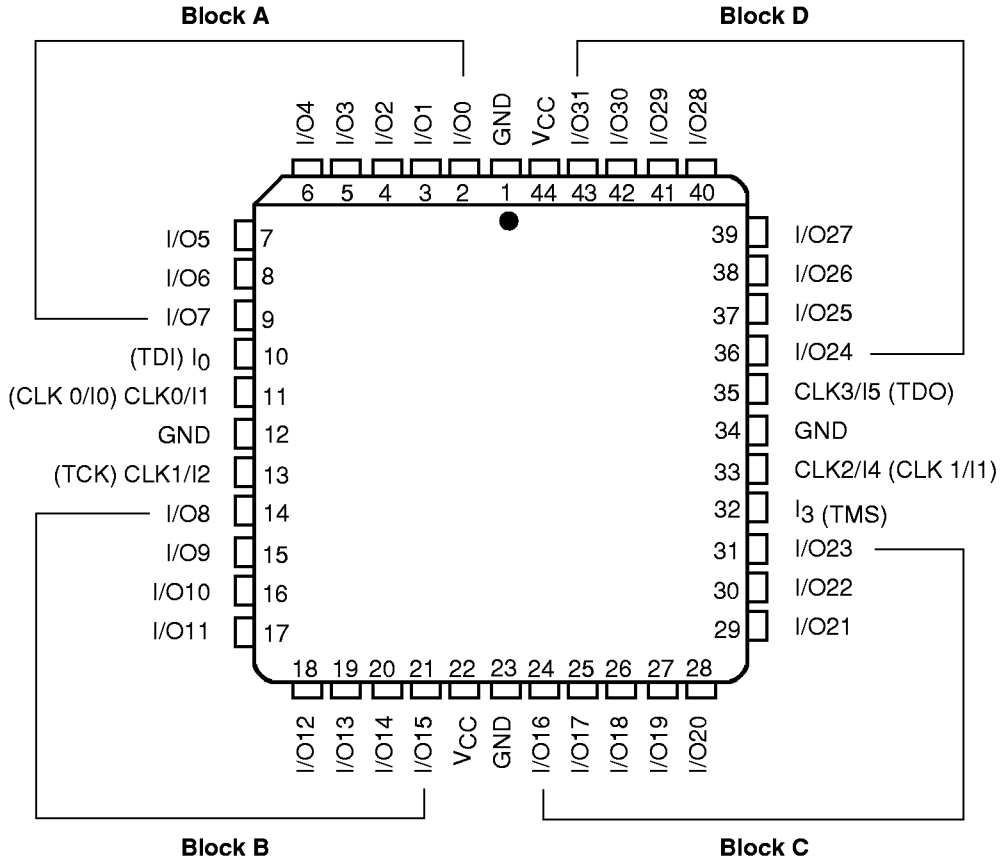 Block A
Block D
I/O4
I/O3
I/O2
I/O1
I/O0
GND
VCC
I/O31
I/O30
I/O29
I/O28
6
5
4
3
2
1
44
43
42
41
40
I/O5
7
I/O6
8
I/O7
9
(TDI) I0
10
(CLK 0/I0) CLK0/I1
11
GND
12
(TCK) CLK1/I2
13
I/O8
14
I/O9
15
I/O10
16
I/O11
17
39
I/O27
38
I/O26
37
I/O25
36
I/O24
35
CLK3/I5 (TDO)
34
GND
33
CLK2/I4 (CLK 1/I1)
32
I3 (TMS)
31
I/O23
30
I/O22
29
I/O21
18
19
20
21
22
23
24
25
26
27
28
I/O12
I/O13
I/O14
I/O15
VCC
GND
I/O16
I/O17
I/O18
I/O19
I/O20
Block B
Block C